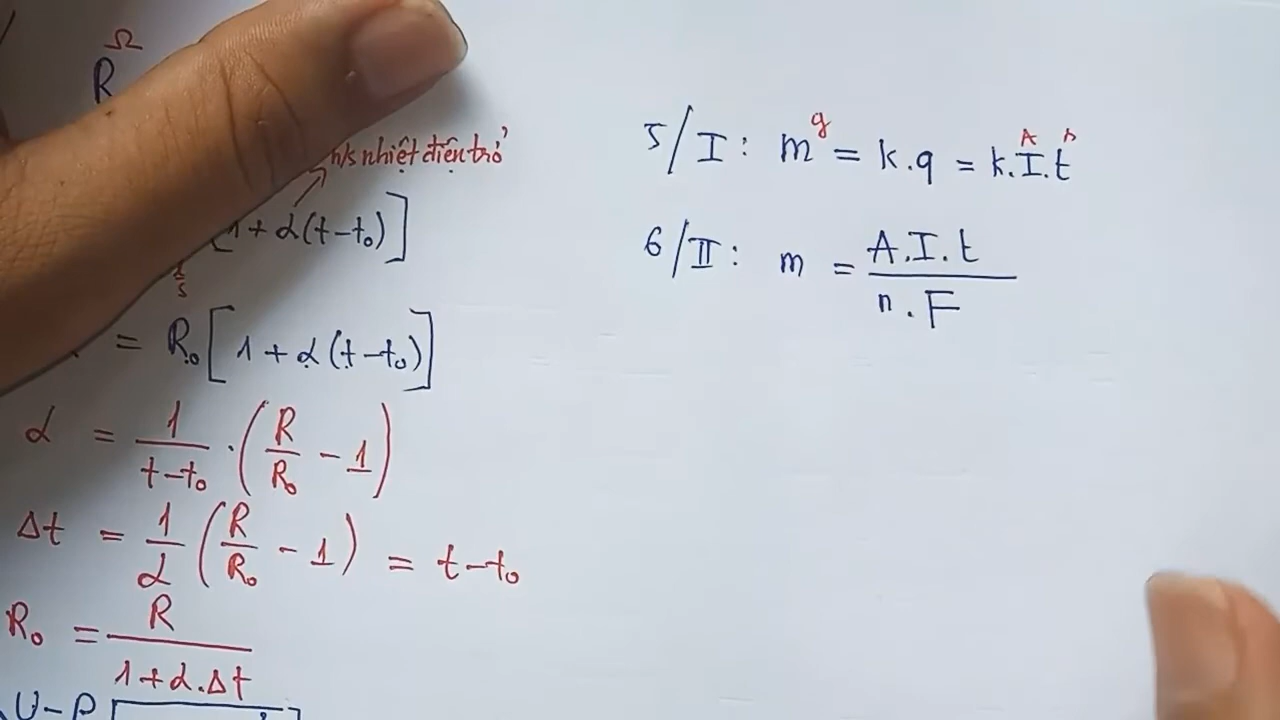 Ω
R
nhiệt điện trở
1 + α(t-t₀)]
= R₀[1 + α(t-t₀)]
α = 1/(t-t₀) . (R/R₀ - 1)
Δt = 1/α (R/R₀ - 1) = t-t₀
R₀ = R/(1+α.Δt)
5/ I: m = k.q = k.I.t
g A s
6/ II: m = A.I.t/(n.F)